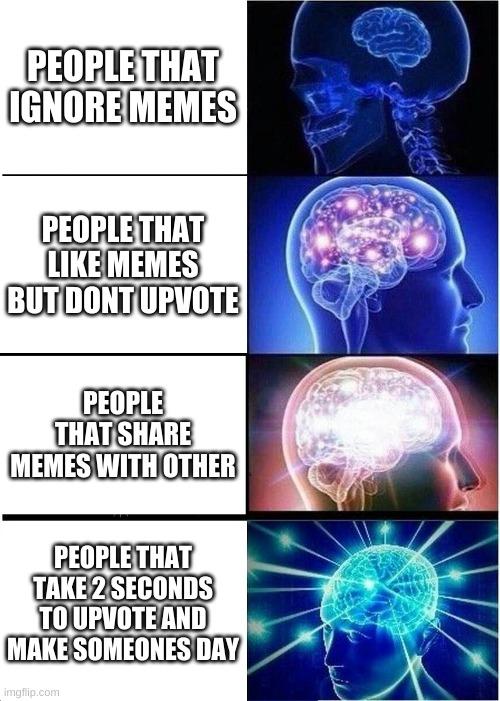 PEOPLE THAT
IGNORE MEMES
PEOPLE THAT
LIKE MEMES
BUT DONT UPVOTE
PEOPLE
THAT SHARE
MEMES WITH OTHER
PEOPLE THAT
TAKE 2 SECONDS
TO UPVOTE AND
MAKE SOMEONES DAY
imgflip.com